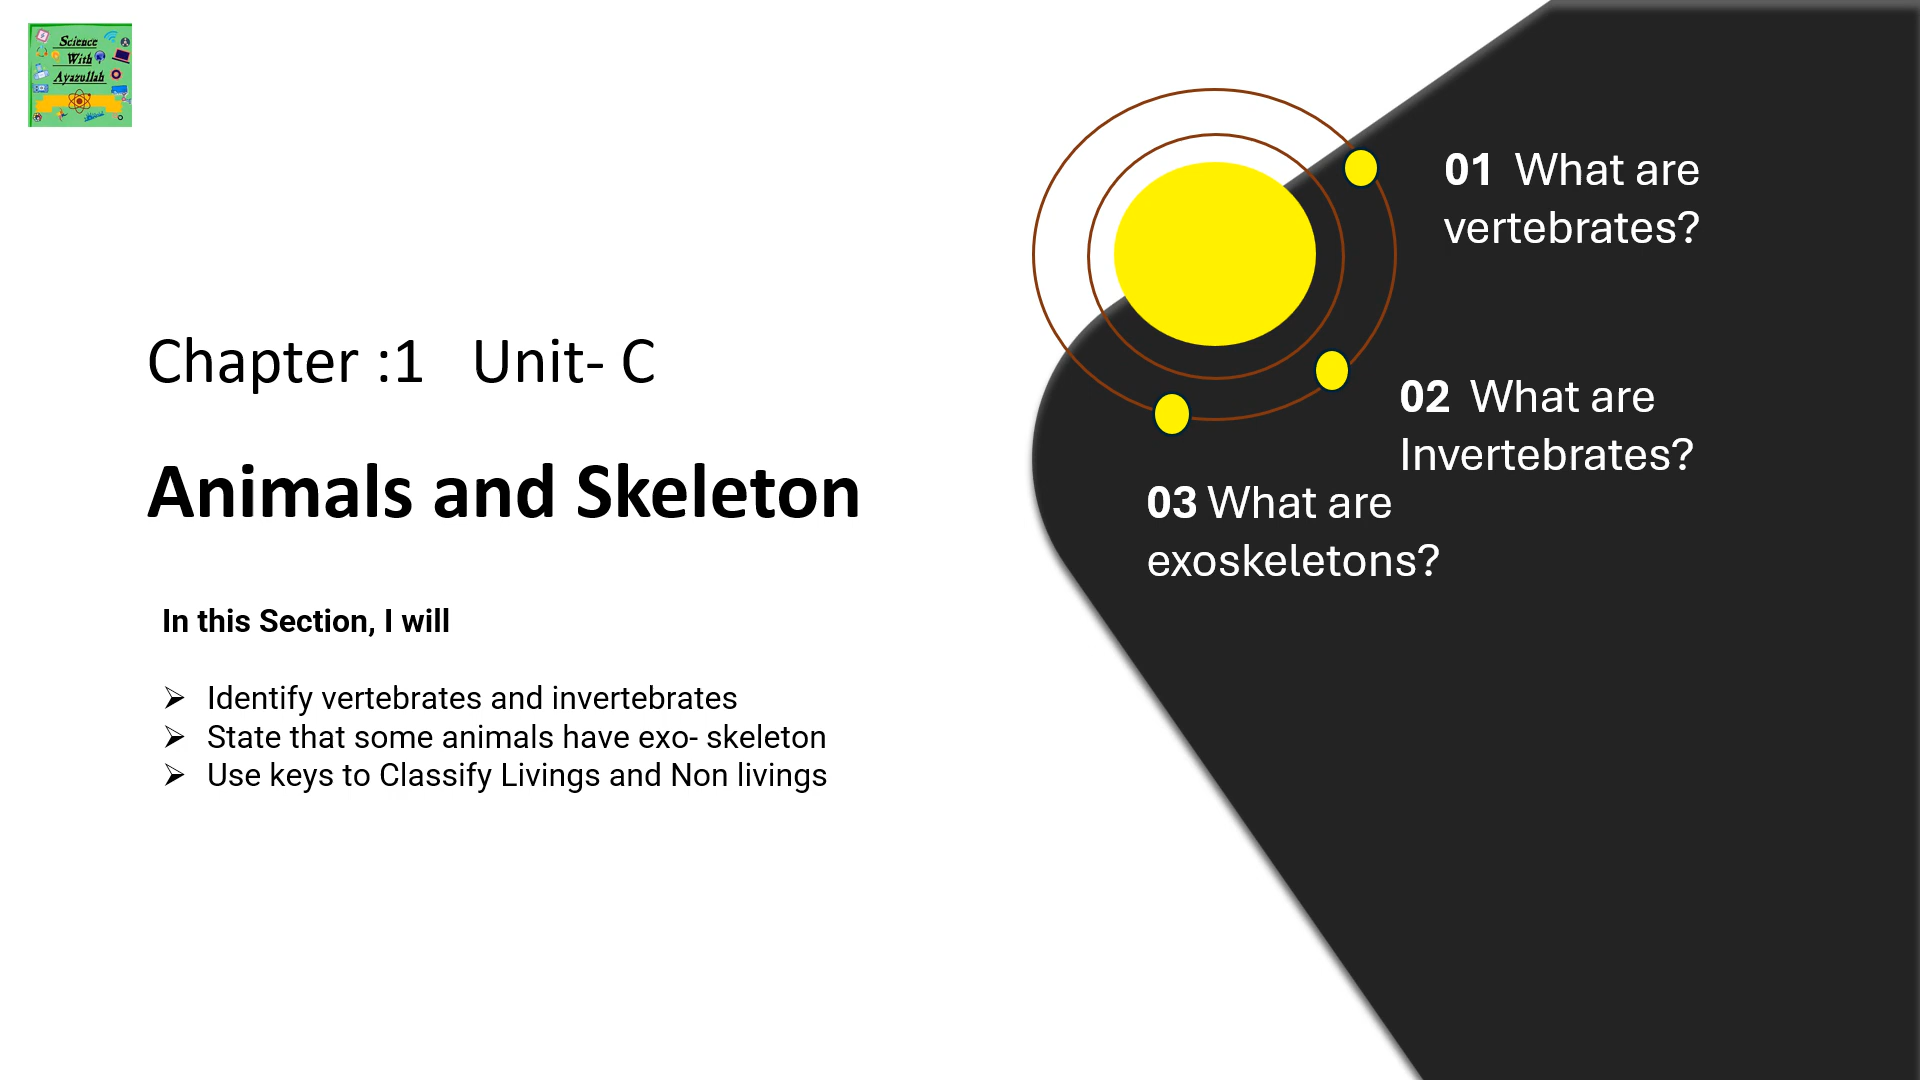 Science
With
Ayazullah
Chapter :1 Unit- C
Animals and Skeleton
In this Section, I will
➢ Identify vertebrates and invertebrates
➢ State that some animals have exo- skeleton
➢ Use keys to Classify Livings and Non livings
01 What are
vertebrates?
02 What are
Invertebrates?
03 What are
exoskeletons?